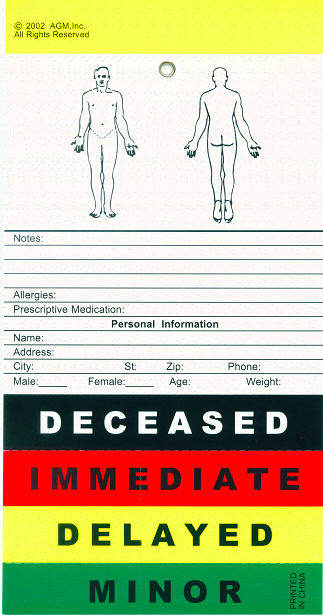 © 2002 AGM,Inc.
All Rights Reserved
Notes:
Allergies:
Prescriptive Medication:
Personal Information
Name:
Address:
City: St: Zip: Phone:
Male:_____ Female:_____ Age: Weight:
DECEASED
IMMEDIATE
DELAYED
MINOR
PRINTED
IN CHINA